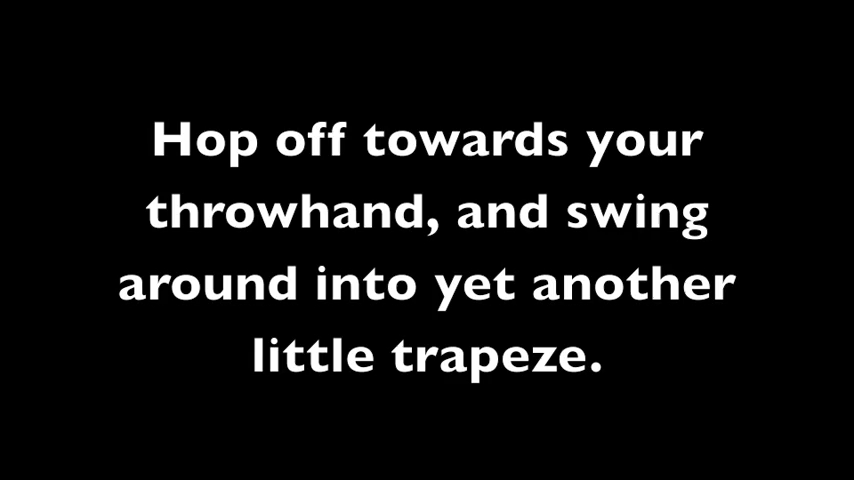 Hop off towards your
throwhand, and swing
around into yet another
little trapeze.